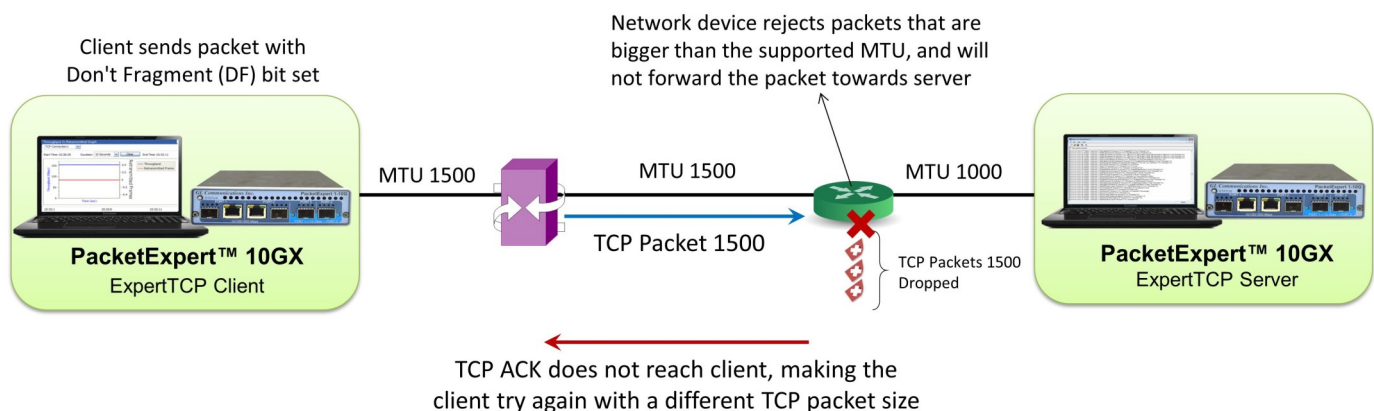 Client sends packet with
Don't Fragment (DF) bit set
Network device rejects packets that are
bigger than the supported MTU, and will
not forward the packet towards server
MTU 1500
MTU 1500
MTU 1000
TCP Packet 1500
TCP Packets 1500
Dropped
PacketExpert™ 10GX
ExpertTCP Client
PacketExpert™ 10GX
ExpertTCP Server
TCP ACK does not reach client, making the
client try again with a different TCP packet size